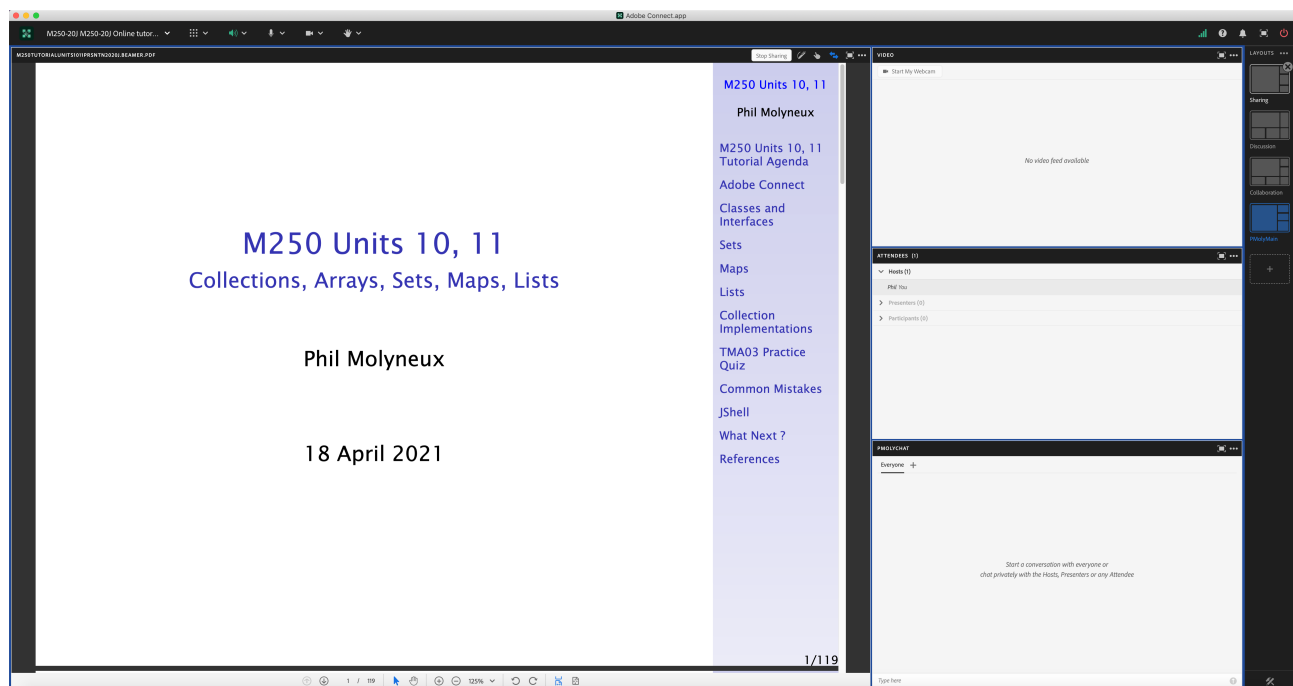 Adobe Connect.app
M250-20J M250-20J Online tutor...
M250TUTORIALUNITS1011PRSNTN2020J.BEAMER.PDF
Stop Sharing
M250 Units 10, 11
Collections, Arrays, Sets, Maps, Lists
Phil Molyneux
18 April 2021
M250 Units 10, 11
Phil Molyneux
M250 Units 10, 11
Tutorial Agenda
Adobe Connect
Classes and
Interfaces
Sets
Maps
Lists
Collection
Implementations
TMA03 Practice
Quiz
Common Mistakes
JShell
What Next ?
References
1/119
1 / 119
125%
VIDEO
Start My Webcam
No video feed available
ATTENDEES (1)
Hosts (1)
Phil You
Presenters (0)
Participants (0)
PMOLYCHAT
Everyone
Start a conversation with everyone or
chat privately with the Hosts, Presenters or any Attendee
Type here
LAYOUTS
Sharing
Discussion
Collaboration
PMolyMain